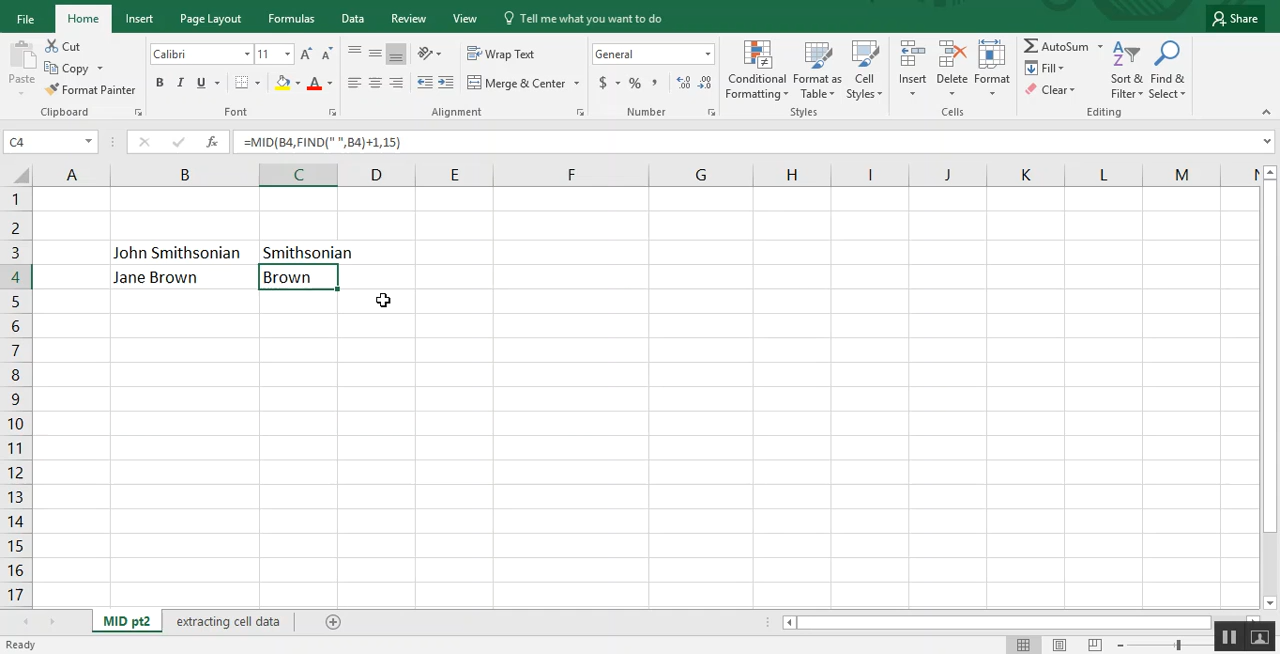 File Home Insert Page Layout Formulas Data Review View Tell me what you want to do Share
Paste Cut Copy Format Painter
Calibri 11 A A B I U A
Wrap Text Merge & Center
General $ % ,
Conditional Formatting Format as Table Cell Styles
Insert Delete Format
AutoSum Fill Clear Sort & Filter Find & Select
Clipboard Font Alignment Number Styles Cells Editing
C4 fx =MID(B4,FIND(" ",B4)+1,15)
A B C D E F G H I J K L M N
1
2
3 John Smithsonian Smithsonian
4 Jane Brown Brown
5
6
7
8
9
10
11
12
13
14
15
16
17
MID pt2 extracting cell data
Ready